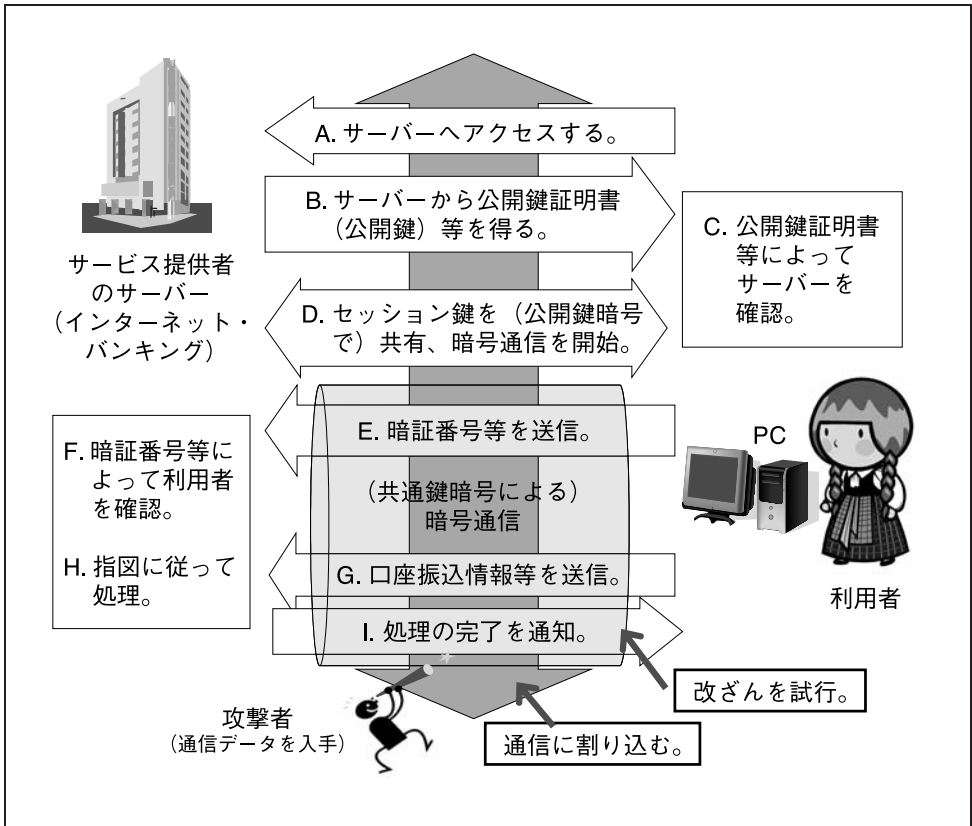 A. サーバーへアクセスする。
B. サーバーから公開鍵証明書
（公開鍵）等を得る。
C. 公開鍵証明書
等によって
サーバーを
確認。
サービス提供者
のサーバー
（インターネット・
バンキング）
D. セッション鍵を（公開鍵暗号
で）共有、暗号通信を開始。
E. 暗証番号等を送信。
F. 暗証番号等に
よって利用者
を確認。
H. 指図に従って
処理。
（共通鍵暗号による）
暗号通信
PC
利用者
G. 口座振込情報等を送信。
I. 処理の完了を通知。
改ざんを試行。
攻撃者
（通信データを入手）
通信に割り込む。